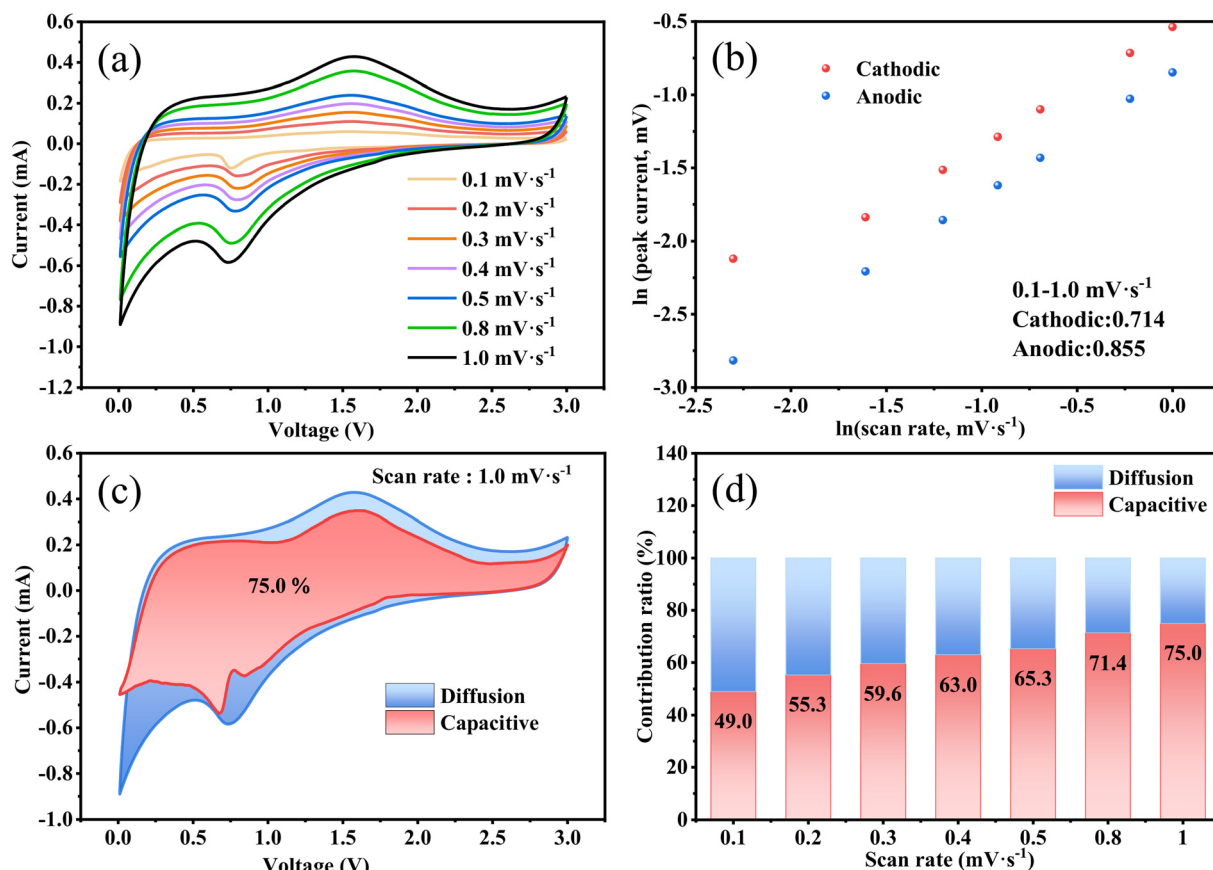 (a)
0.6
0.4
0.2
0.0
-0.2
-0.4
-0.6
-0.8
-1.0
-1.2
Current (mA)
0.1 mV·s-1
0.2 mV·s-1
0.3 mV·s-1
0.4 mV·s-1
0.5 mV·s-1
0.8 mV·s-1
1.0 mV·s-1
0.0 0.5 1.0 1.5 2.0 2.5 3.0
Voltage (V)
(b)
-0.5
-1.0
-1.5
-2.0
-2.5
-3.0
ln (peak current, mV)
Cathodic
Anodic
0.1-1.0 mV·s-1
Cathodic:0.714
Anodic:0.855
-2.5 -2.0 -1.5 -1.0 -0.5 0.0
ln(scan rate, mV·s-1)
(c)
0.6
0.4
0.2
0.0
-0.2
-0.4
-0.6
-0.8
-1.0
Current (mA)
Scan rate : 1.0 mV·s-1
75.0 %
Diffusion
Capacitive
0.0 0.5 1.0 1.5 2.0 2.5 3.0
Voltage (V)
(d)
140
120
100
80
60
40
20
0
Contribution ratio (%)
Diffusion
Capacitive
49.0 55.3 59.6 63.0 65.3 71.4 75.0
0.1 0.2 0.3 0.4 0.5 0.8 1
Scan rate (mV·s-1)